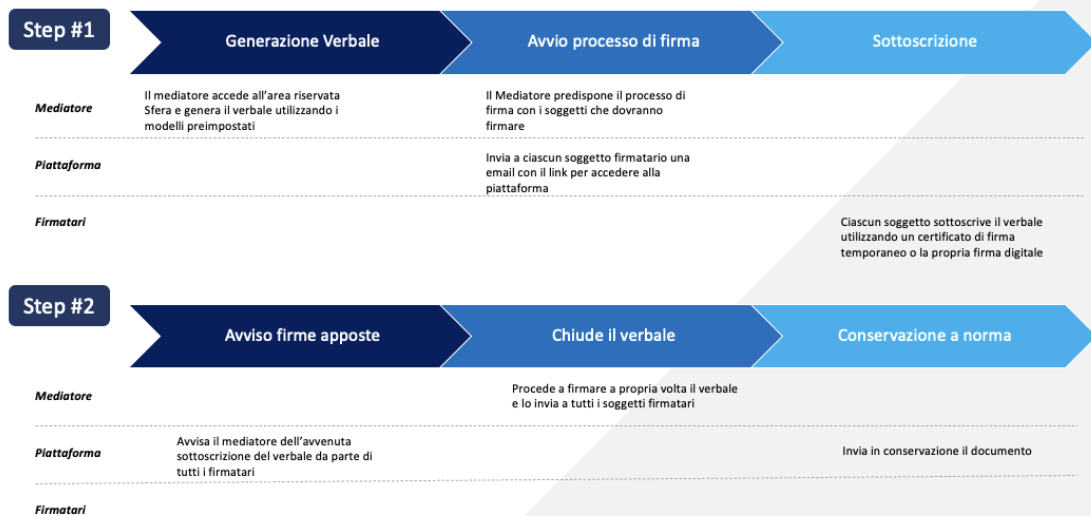 Step #1
Generazione Verbale
Avvio processo di firma
Sottoscrizione
Mediatore
Il mediatore accede all'area riservata
Sfera e genera il verbale utilizzando i
modelli preimpostati
Il Mediatore predispone il processo di
firma con i soggetti che dovranno
firmare
Piattaforma
Invia a ciascun soggetto firmatario una
email con il link per accedere alla
piattaforma
Firmatari
Ciascun soggetto sottoscrive il verbale
utilizzando un certificato di firma
temporaneo o la propria firma digitale
Step #2
Avviso firme apposte
Chiude il verbale
Conservazione a norma
Mediatore
Procede a firmare a propria volta il verbale
e lo invia a tutti i soggetti firmatari
Piattaforma
Avvisa il mediatore dell'avvenuta
sottoscrizione del verbale da parte di
tutti i firmatari
Invia in conservazione il documento
Firmatari